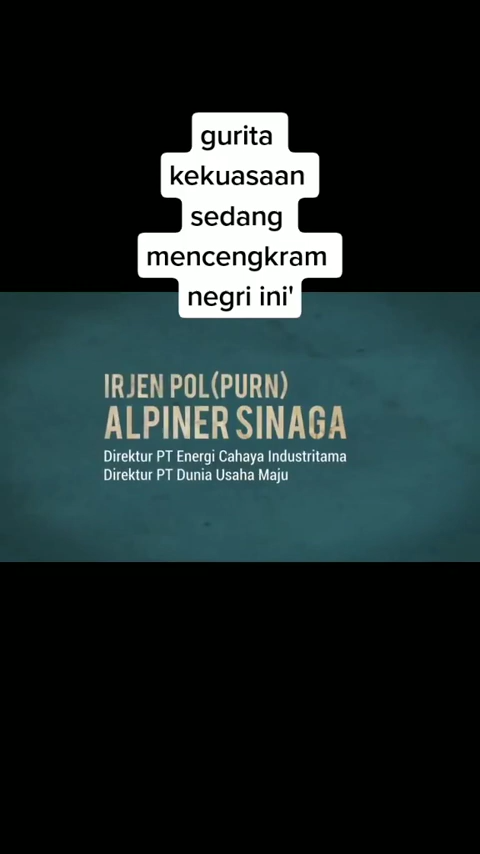 gurita
kekuasaan
sedang
mencengkram
negri ini'
IRJEN POL(PURN)
ALPINER SINAGA
Direktur PT Energi Cahaya Industritama
Direktur PT Dunia Usaha Maju